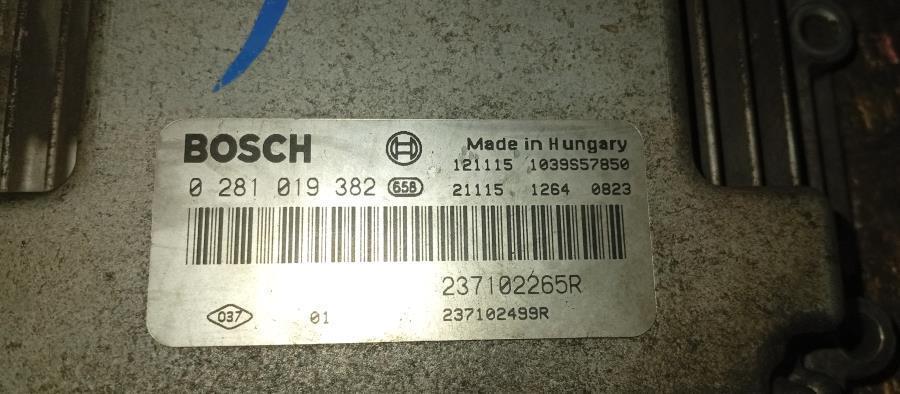 BOSCH
Made in Hungary
121115 1039S57850
0 281 019 382 658
21115 1264 0823
237102265R
037 01 237102499R